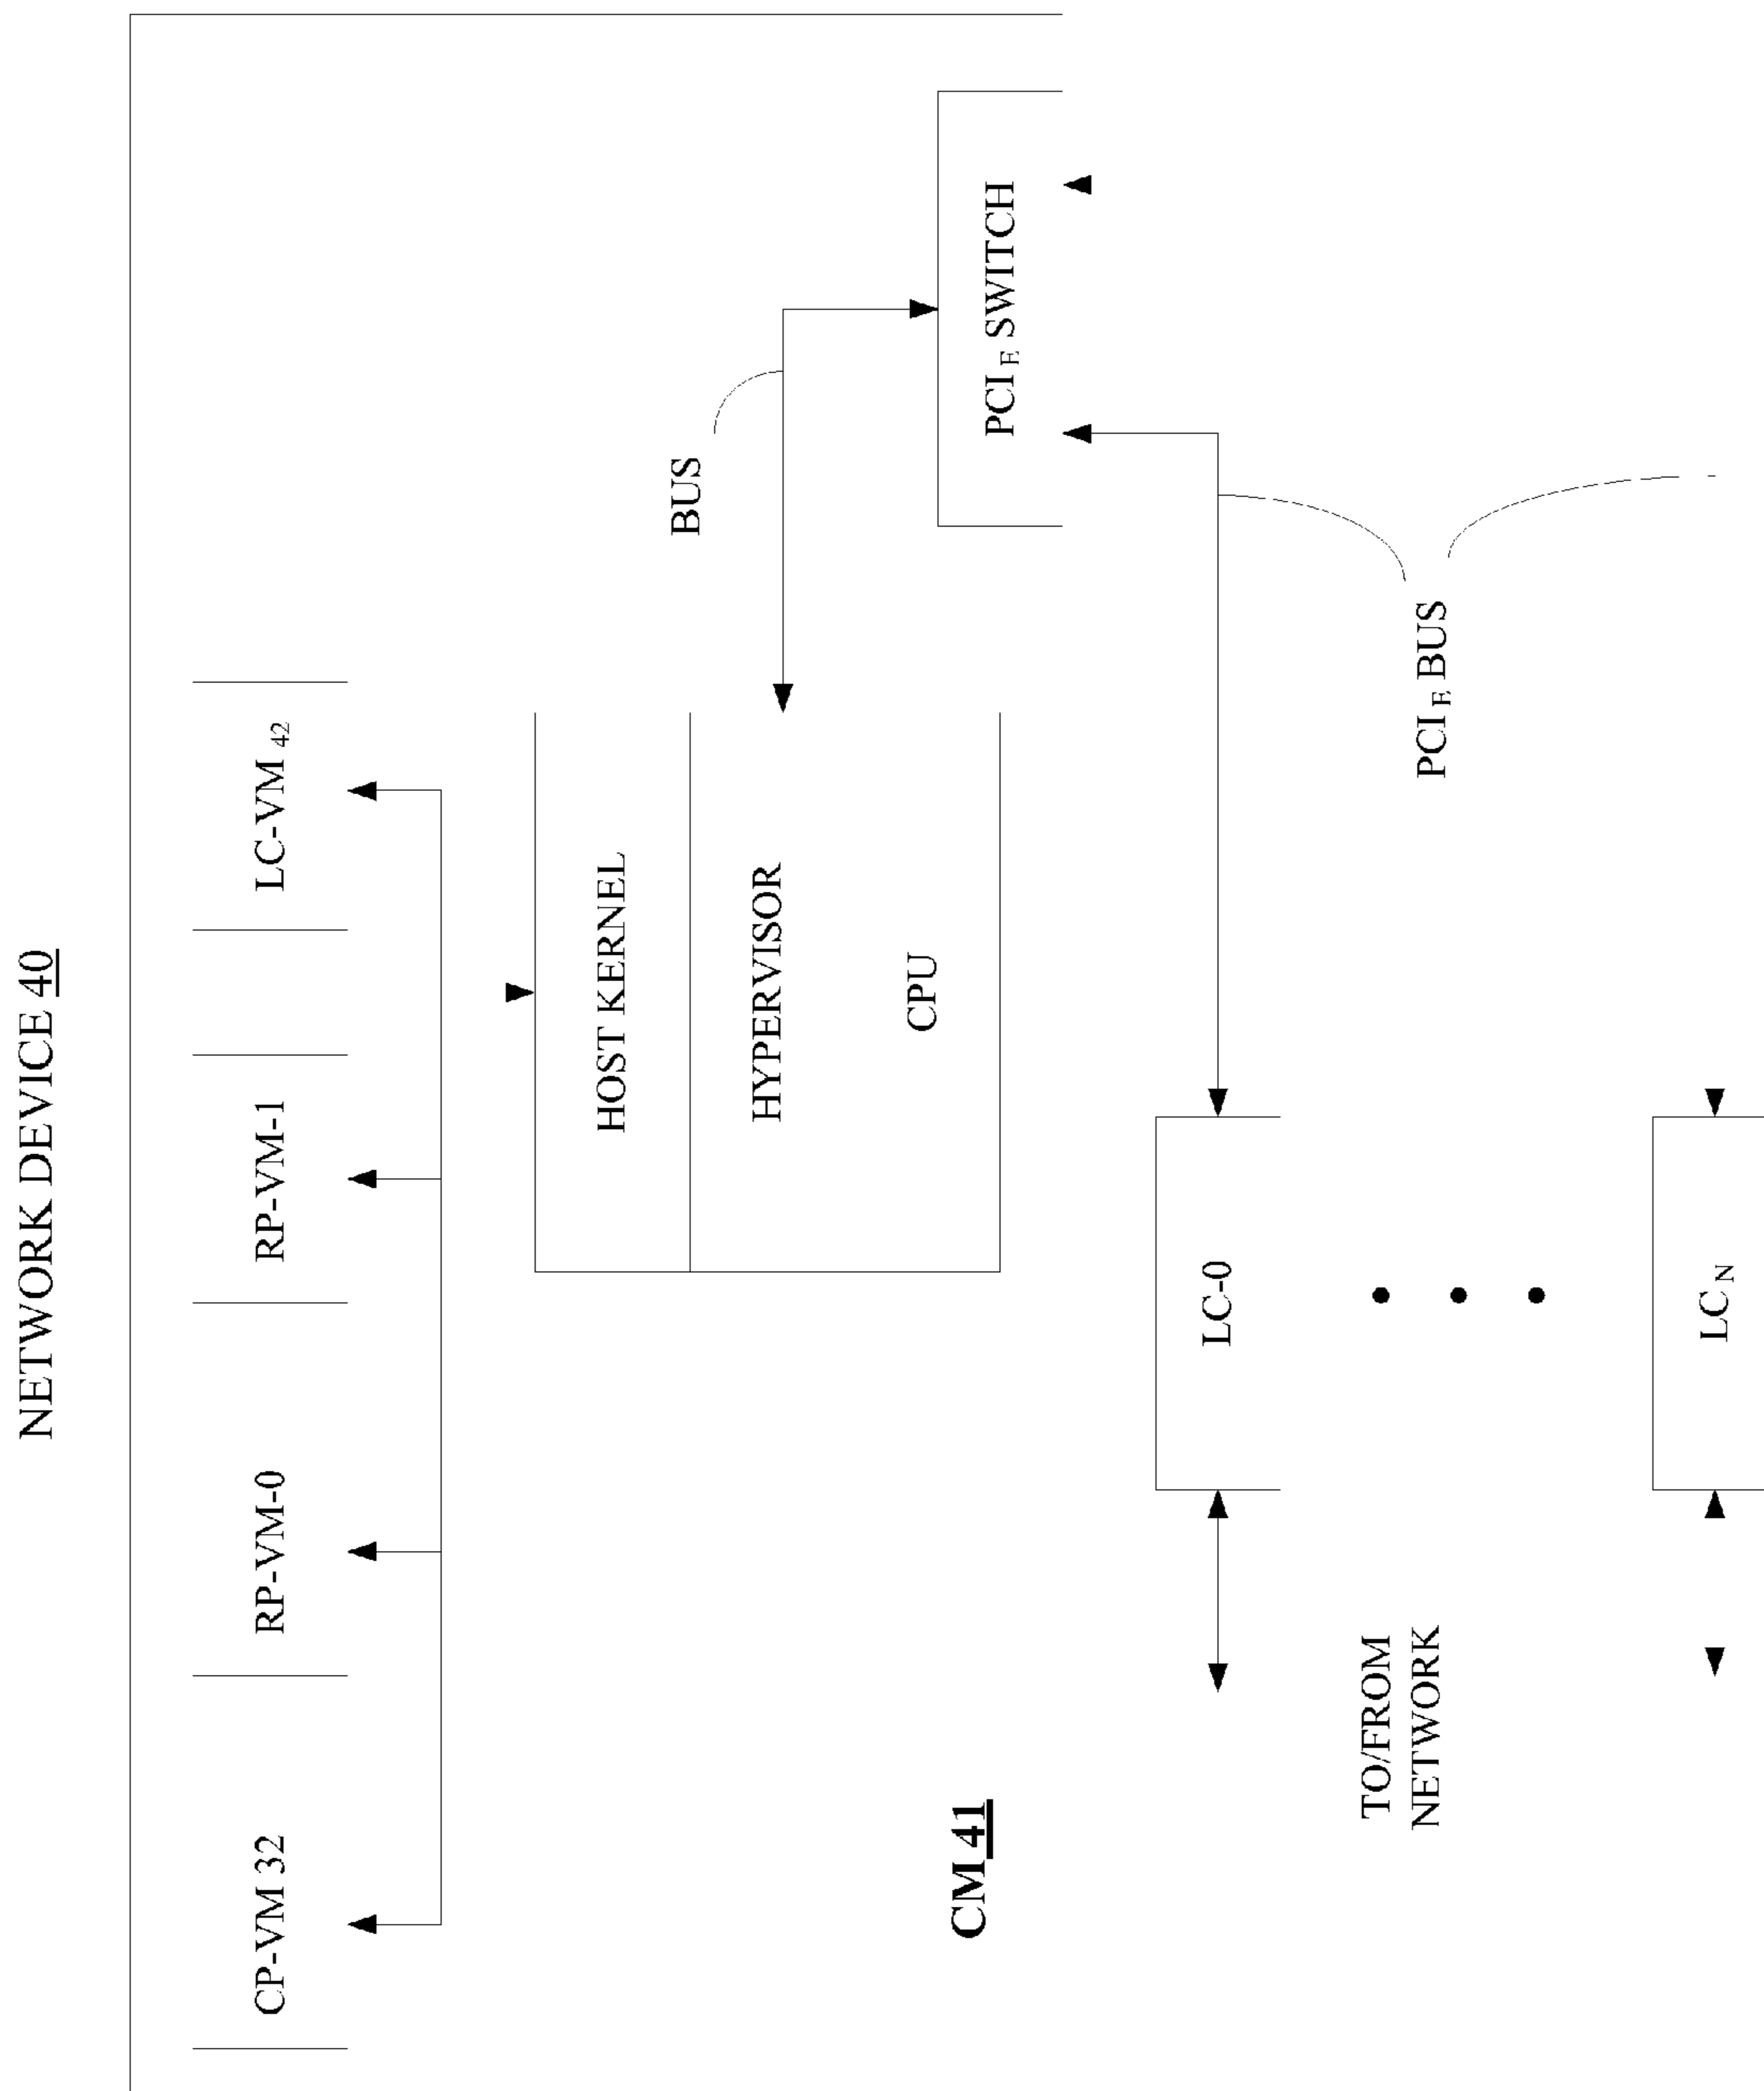 NETWORK DEVICE 40
CP-VM 32
RP-VM-0
RP-VM-1
LC-VM 42
HOST KERNEL
HYPERVISOR
CPU
BUS
PCI E SWITCH
CM 41
LC-0
PCI E BUS
TO/FROM
NETWORK
LC N